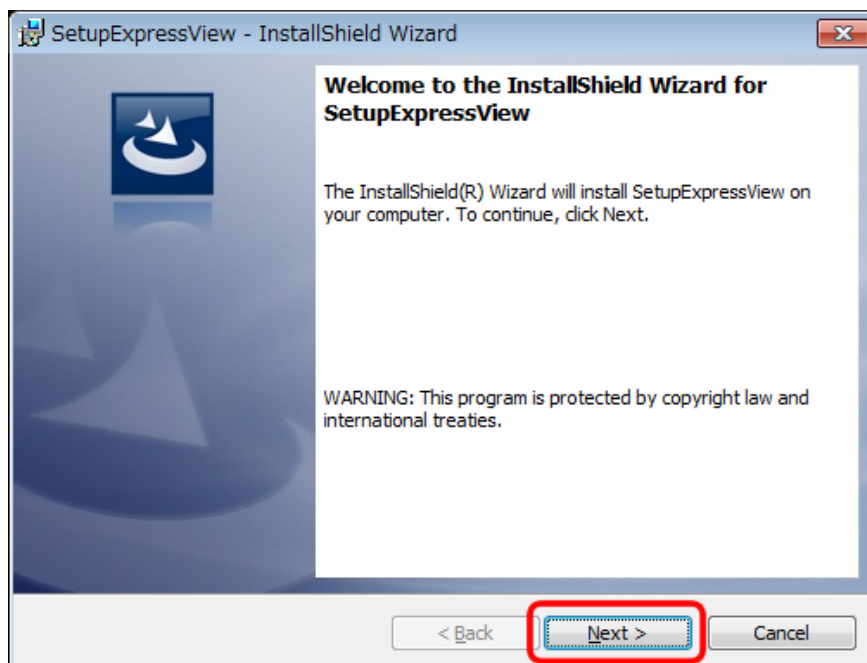 SetupExpressView - InstallShield Wizard
Welcome to the InstallShield Wizard for
SetupExpressView
The InstallShield(R) Wizard will install SetupExpressView on
your computer. To continue, click Next.
WARNING: This program is protected by copyright law and
international treaties.
< Back
Next >
Cancel